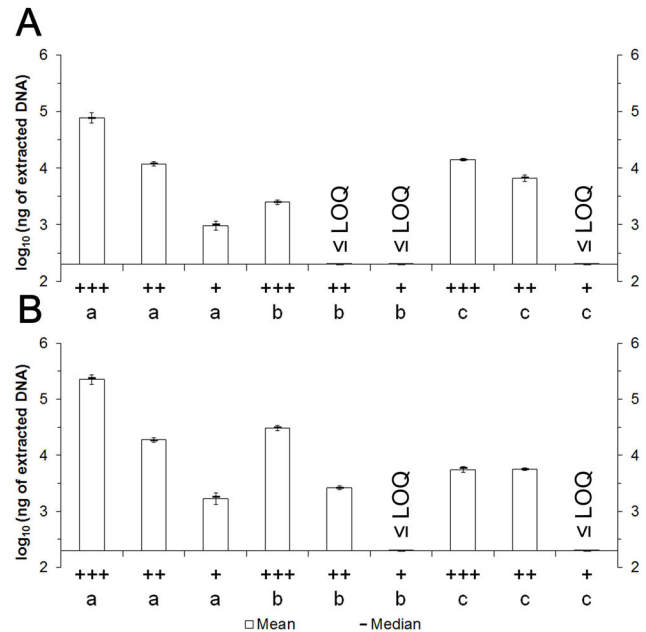 A
log₁₀ (ng of extracted DNA)
6 6
5 5
4 4
3 3
2 2
≤ LOQ ≤ LOQ ≤ LOQ
+++ ++ + +++ ++ + +++ ++ +
a a a b b b c c c
B
log₁₀ (ng of extracted DNA)
6 6
5 5
4 4
3 3
2 2
≤ LOQ ≤ LOQ
+++ ++ + +++ ++ + +++ ++ +
a a a b b b c c c
Mean Median